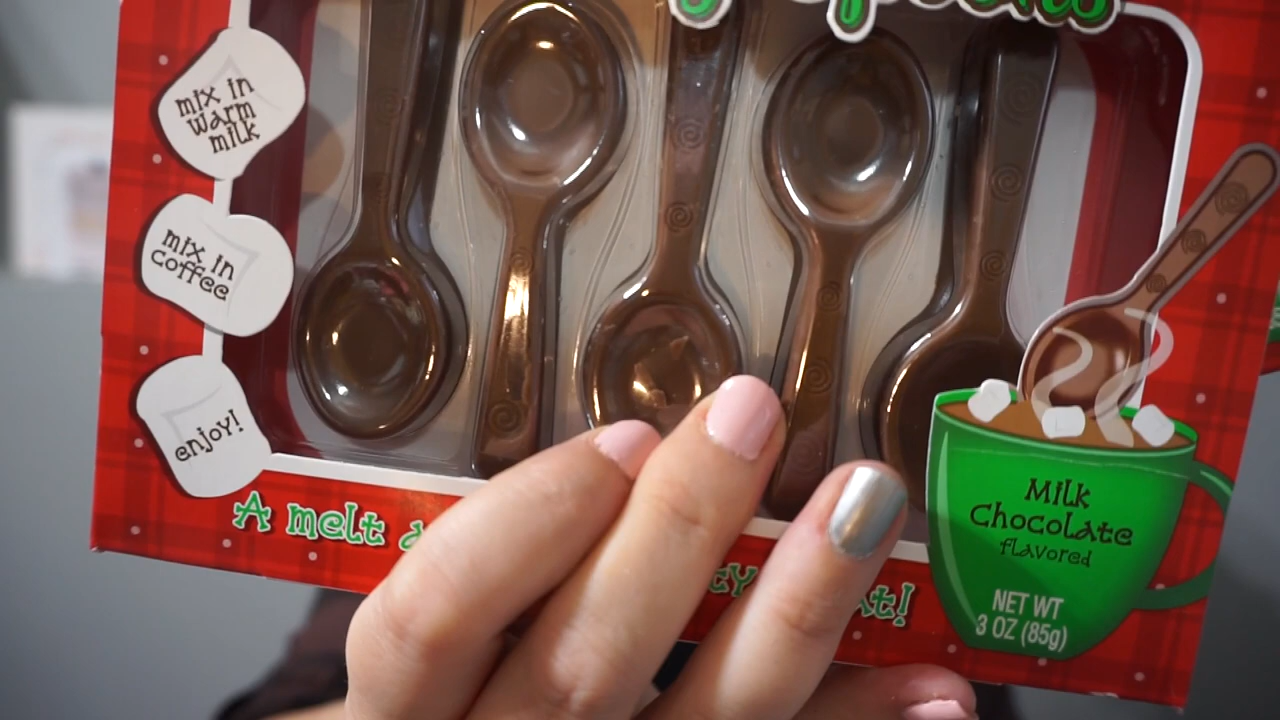 mix in
warm
milk
mix in
coffee
enjoy!
A melt
Milk
Chocolate
flavored
NET WT
3 OZ (85g)